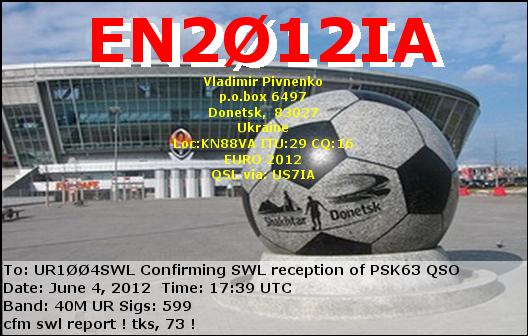 EN2Ø12IA
Vladimir Pivnenko
p.o.box 6497
Donetsk, 83027
Ukraine
Loc:KN88VA ITU:29 CQ:16
EURO 2012
QSL via: US7IA
Shakhtar Donetsk
To: UR1ØØ4SWL Confirming SWL reception of PSK63 QSO
Date: June 4, 2012 Time: 17:39 UTC
Band: 40M UR Sigs: 599
cfm swl report ! tks, 73 !